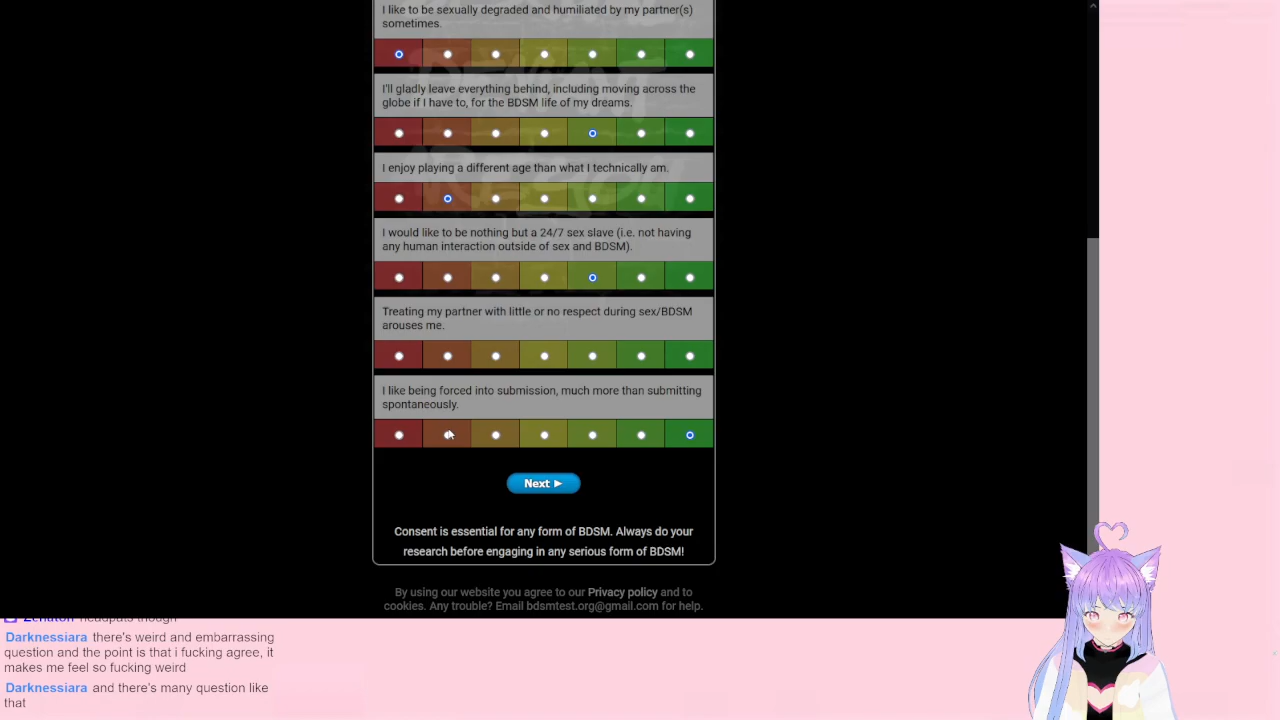 I like to be sexually degraded and humiliated by my partner(s)
sometimes.
I'll gladly leave everything behind, including moving across the
globe if I have to, for the BDSM life of my dreams.
I enjoy playing a different age than what I technically am.
I would like to be nothing but a 24/7 sex slave (i.e. not having
any human interaction outside of sex and BDSM).
Treating my partner with little or no respect during sex/BDSM
arouses me.
I like being forced into submission, much more than submitting
spontaneously.
Next ►
Consent is essential for any form of BDSM. Always do your
research before engaging in any serious form of BDSM!
By using our website you agree to our Privacy policy and to
cookies. Any trouble? Email bdsmtest.org@gmail.com for help.
headpats though
Darknessiara there's weird and embarrassing
question and the point is that i fucking agree, it
makes me feel so fucking weird
Darknessiara and there's many question like
that